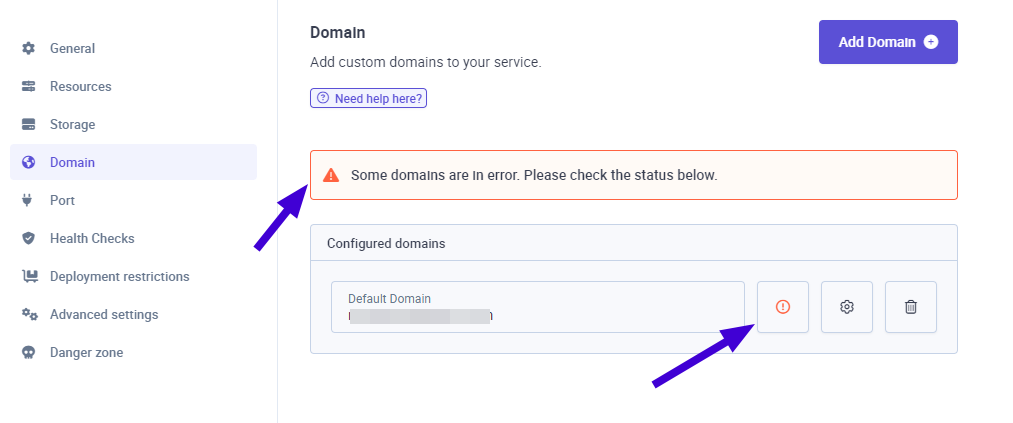 General
Resources
Storage
Domain
Port
Health Checks
Deployment restrictions
Advanced settings
Danger zone
Domain
Add custom domains to your service.
Need help here?
Add Domain
Some domains are in error. Please check the status below.
Configured domains
Default Domain